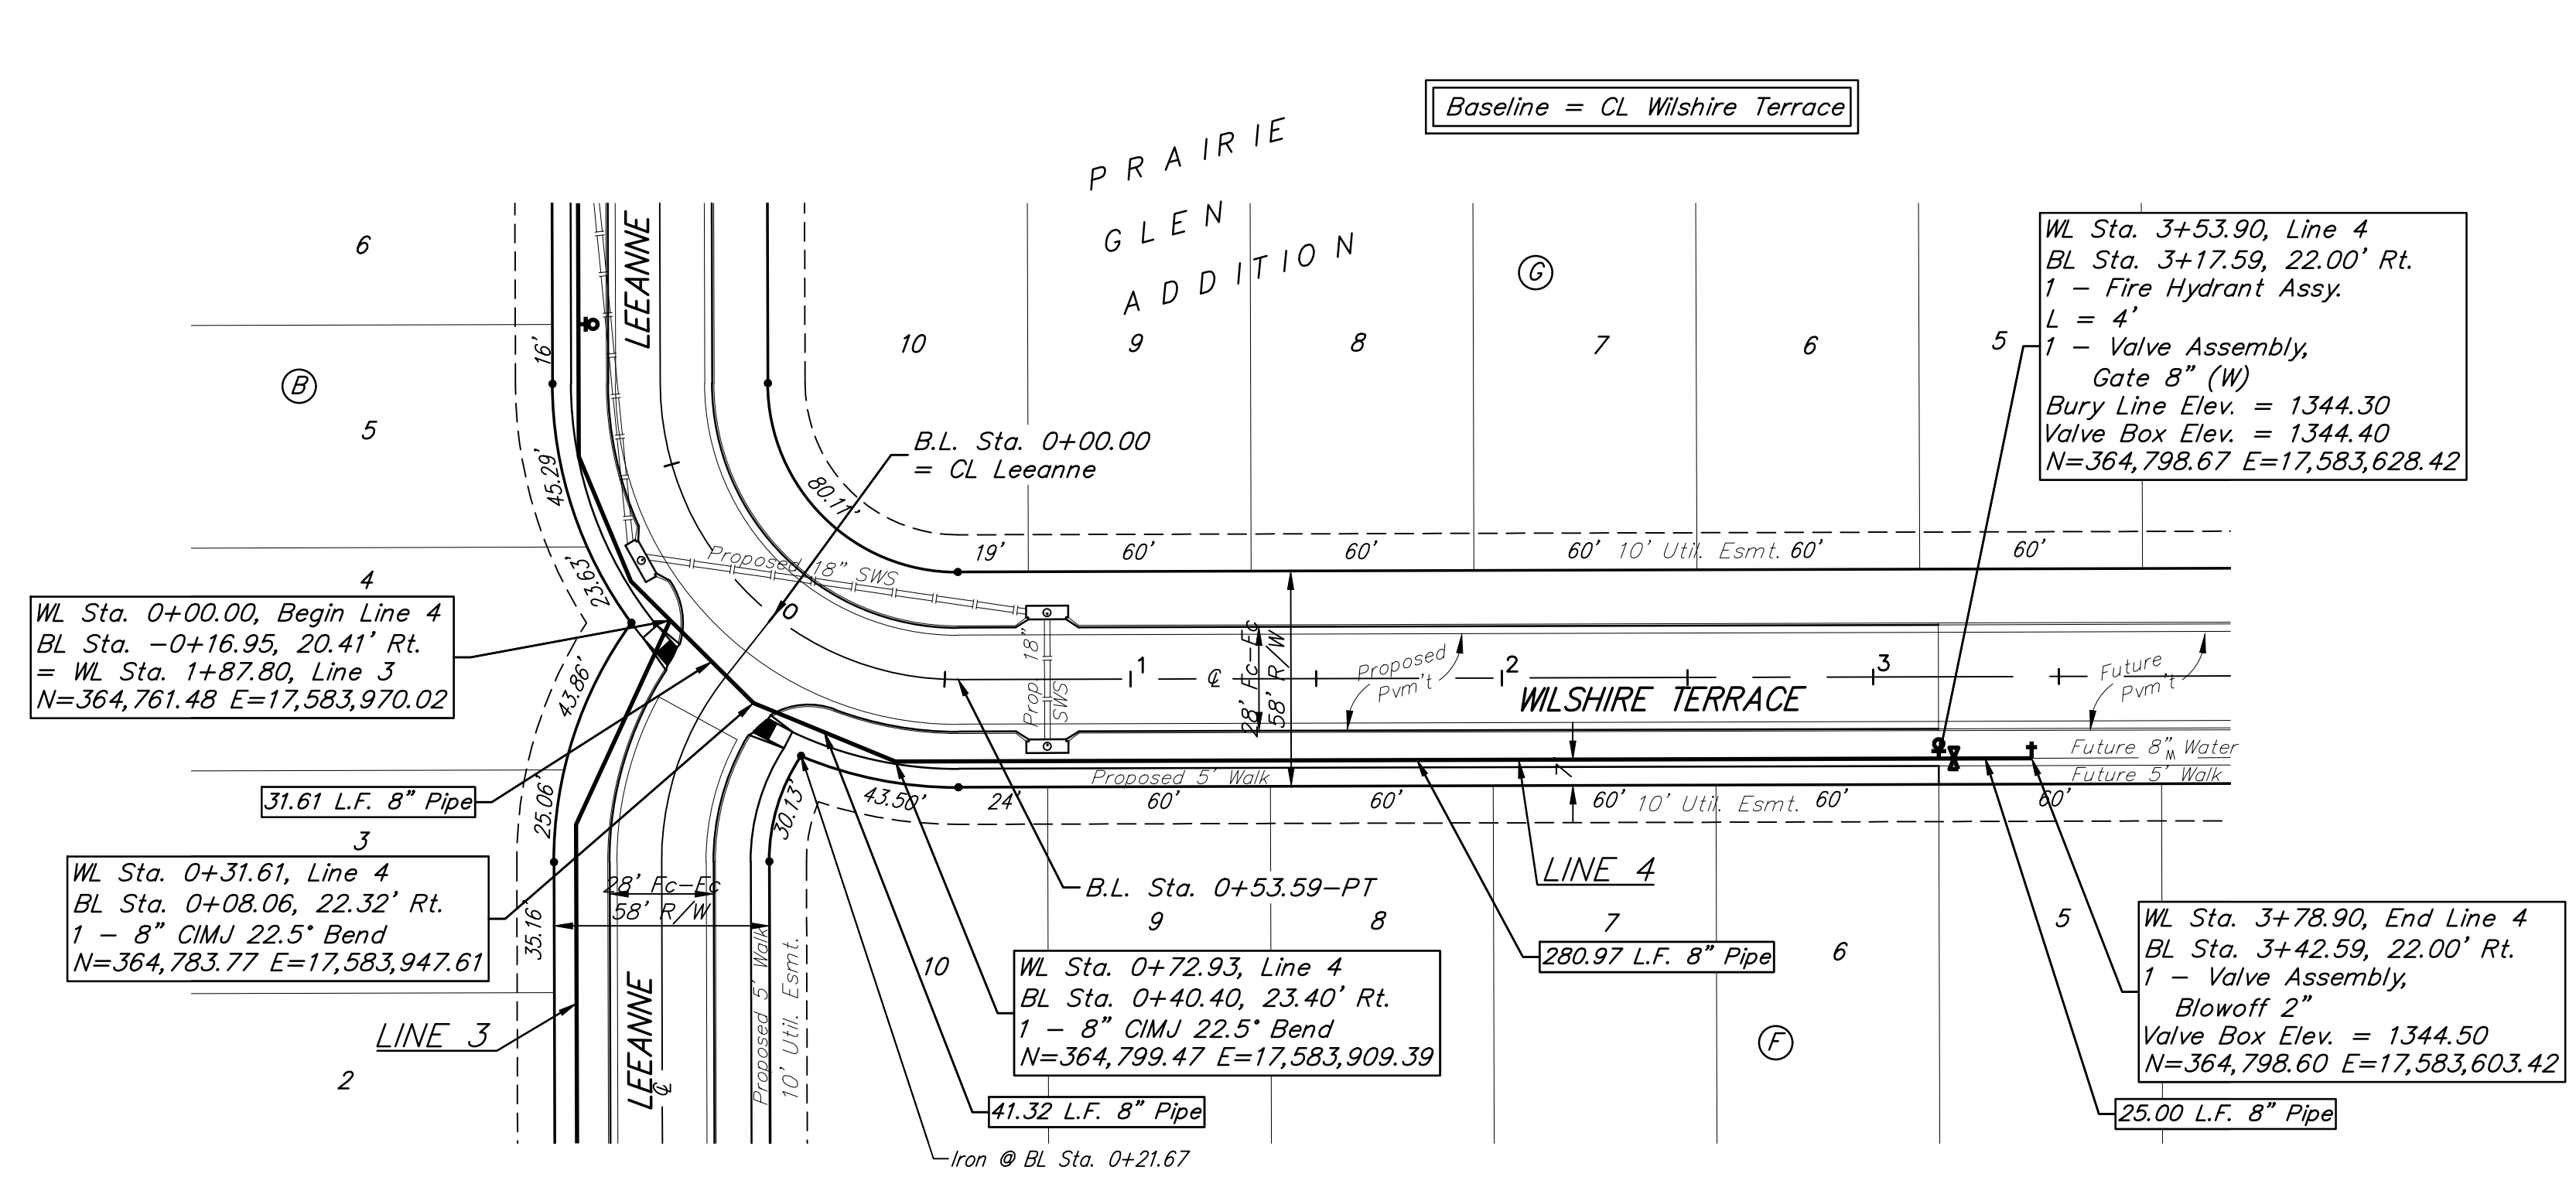 Baseline = CL Wilshire Terrace
PRAIRIE
GLEN
ADDITION
WL Sta. 3+53.90, Line 4
BL Sta. 3+17.59, 22.00' Rt.
1 - Fire Hydrant Assy.
L = 4'
1 - Valve Assembly,
Gate 8" (W)
Bury Line Elev. = 1344.30
Valve Box Elev. = 1344.40
N=364,798.67 E=17,583,628.42
6
LEEANNE
G
B
5
16'
10
9
8
7
6
5
B.L. Sta. 0+00.00
= CL Leeanne
45.29'
80.11'
19'
60'
60'
60' 10' Util. Esmt. 60'
60'
Proposed 18" SWS
4
23.63'
WL Sta. 0+00.00, Begin Line 4
BL Sta. -0+16.95, 20.41' Rt.
= WL Sta. 1+87.80, Line 3
N=364,761.48 E=17,583,970.02
0
Prop. 18"
SWS
1
℄
28' Fc-Fc
58' R/W
Proposed
Pvm't
2
3
WILSHIRE TERRACE
Future
Pvm't
43.86'
Future 8" Water
W
Future 5' Walk
Proposed 5' Walk
7'
31.61 L.F. 8" Pipe
25.06'
30.13'
43.50'
24'
60'
60'
60' 10' Util. Esmt. 60'
60'
3
WL Sta. 0+31.61, Line 4
BL Sta. 0+08.06, 22.32' Rt.
1 - 8" CIMJ 22.5° Bend
N=364,783.77 E=17,583,947.61
28' Fc-Fc
58' R/W
35.16'
B.L. Sta. 0+53.59-PT
LINE 4
9
8
7
6
5
10
WL Sta. 0+72.93, Line 4
BL Sta. 0+40.40, 23.40' Rt.
1 - 8" CIMJ 22.5° Bend
N=364,799.47 E=17,583,909.39
280.97 L.F. 8" Pipe
WL Sta. 3+78.90, End Line 4
BL Sta. 3+42.59, 22.00' Rt.
1 - Valve Assembly,
Blowoff 2"
Valve Box Elev. = 1344.50
N=364,798.60 E=17,583,603.42
LINE 3
2
LEEANNE
℄
Proposed 5' Walk
10' Util. Esmt.
F
41.32 L.F. 8" Pipe
25.00 L.F. 8" Pipe
Iron @ BL Sta. 0+21.67